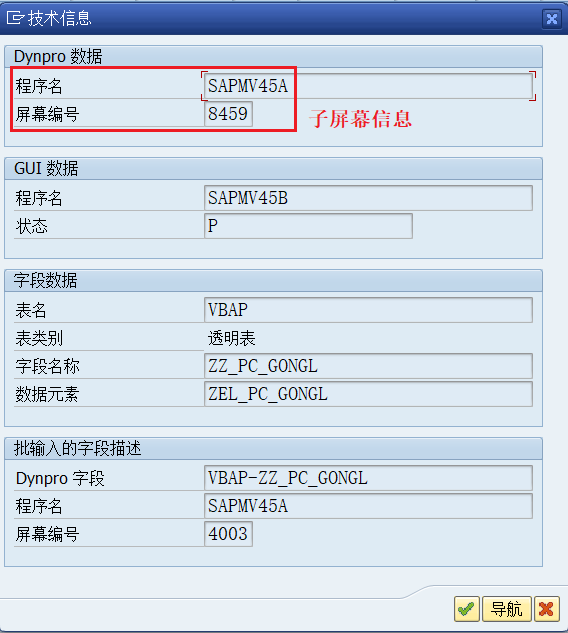 技术信息
Dynpro 数据
程序名 SAPMV45A
屏幕编号 8459
子屏幕信息
GUI 数据
程序名 SAPMV45B
状态 P
字段数据
表名 VBAP
表类别 透明表
字段名称 ZZ_PC_GONGL
数据元素 ZEL_PC_GONGL
批输入的字段描述
Dynpro 字段 VBAP-ZZ_PC_GONGL
程序名 SAPMV45A
屏幕编号 4003
导航